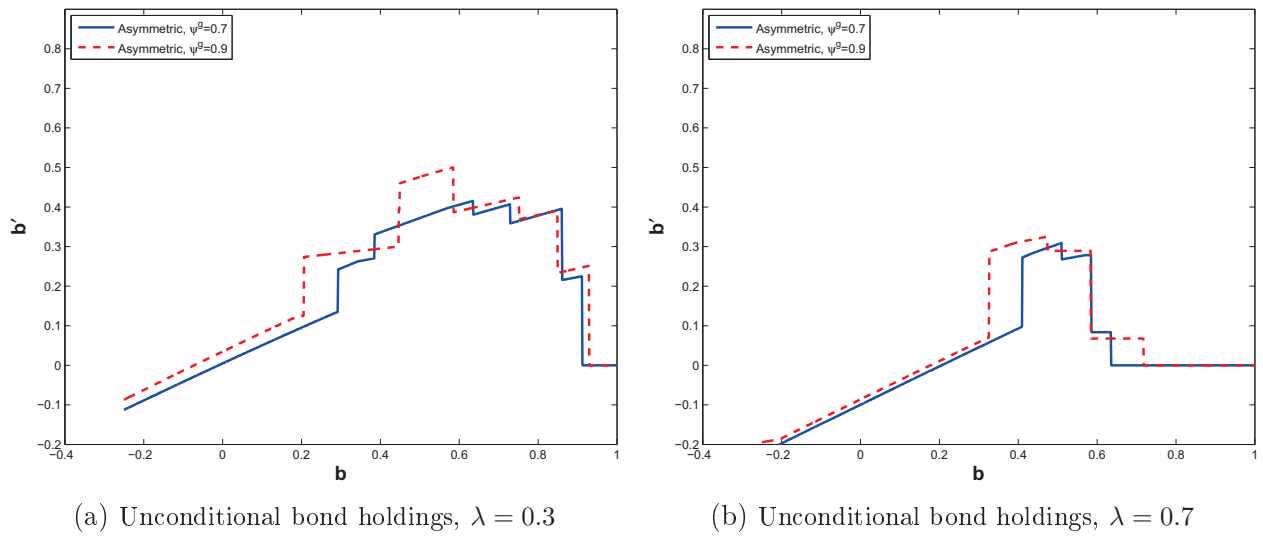 Asymmetric, ψ^g=0.7
Asymmetric, ψ^g=0.9
0.8
0.7
0.6
0.5
0.4
0.3
0.2
0.1
0
−0.1
−0.2
−0.4 −0.2 0 0.2 0.4 0.6 0.8 1
b′
b
(a) Unconditional bond holdings, λ = 0.3
Asymmetric, ψ^g=0.7
Asymmetric, ψ^g=0.9
0.8
0.7
0.6
0.5
0.4
0.3
0.2
0.1
0
−0.1
−0.2
−0.4 −0.2 0 0.2 0.4 0.6 0.8 1
b′
b
(b) Unconditional bond holdings, λ = 0.7